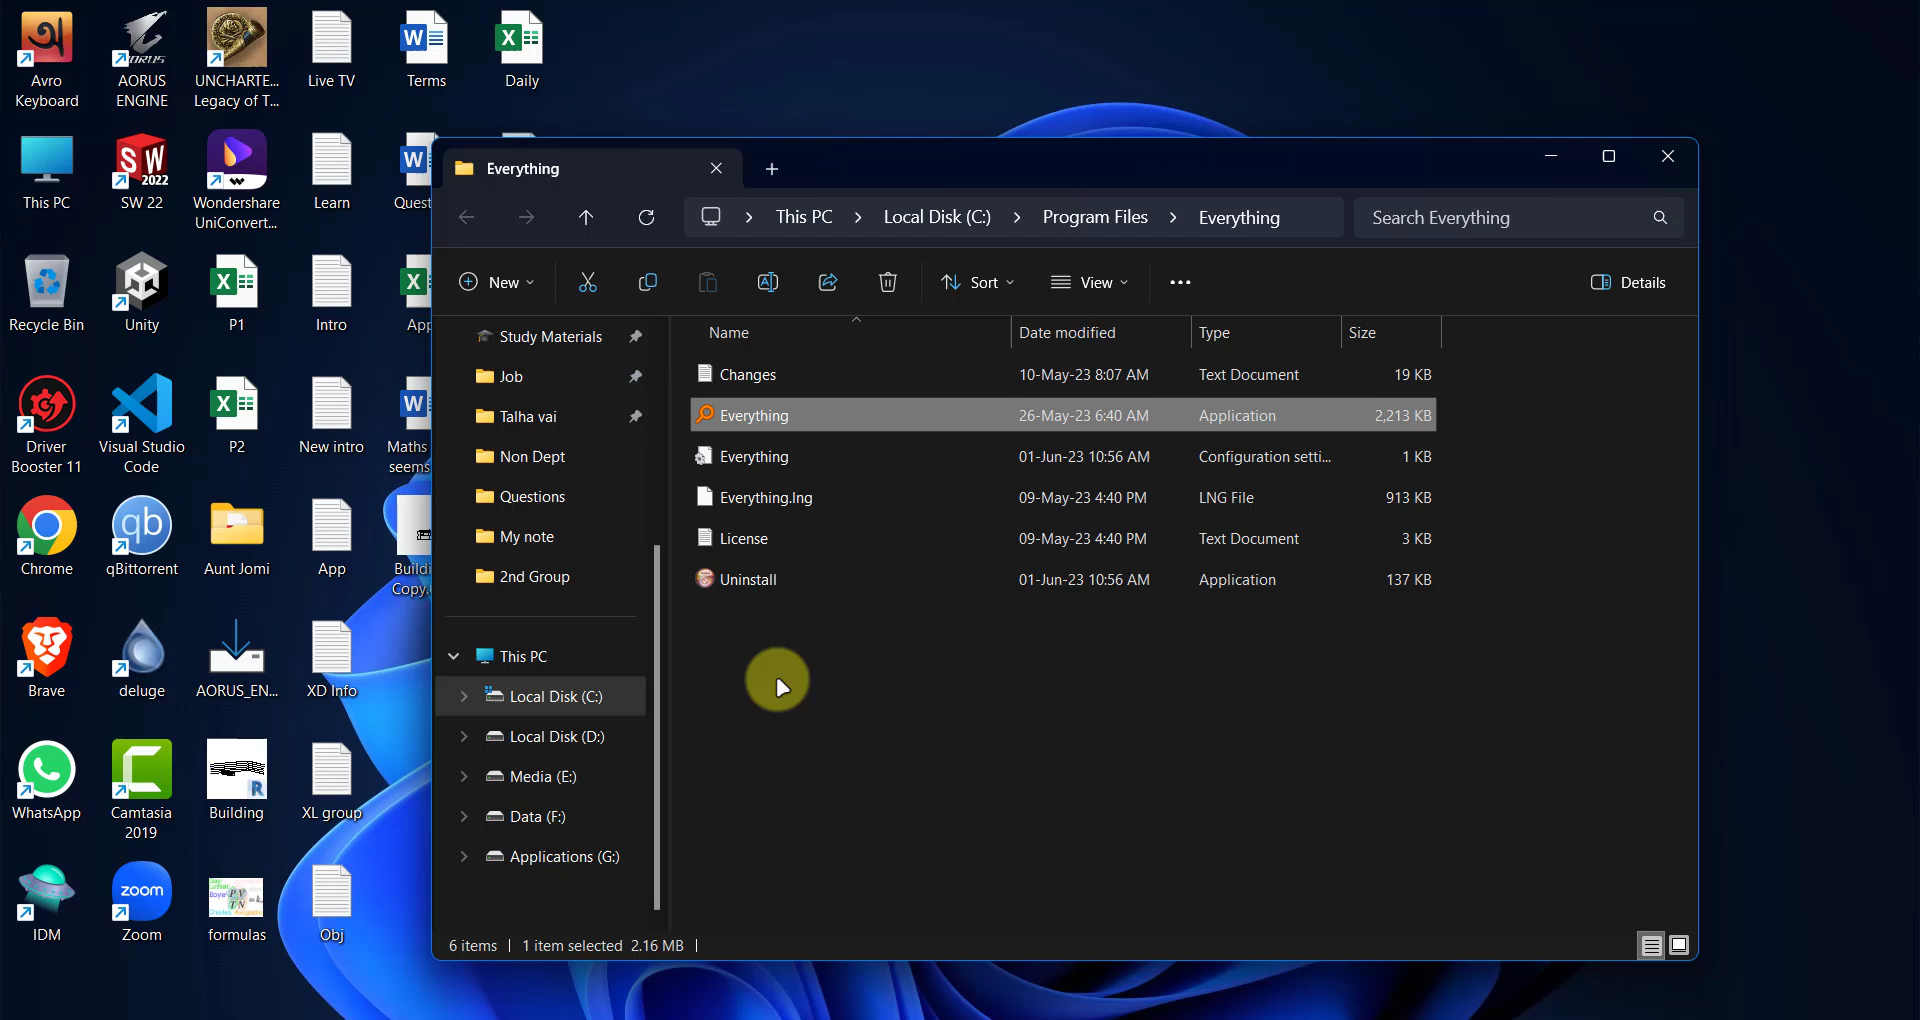 Avro
Keyboard
AORUS
ENGINE
UNCHARTE...
Legacy of T...
Live TV
Terms
Daily
This PC
SW 22
Wondershare
UniConvert...
Learn
Quest
Recycle Bin
Unity
P1
Intro
App
Driver
Booster 11
Visual Studio
Code
P2
New intro
Maths
seems
Chrome
qBittorrent
Aunt Jomi
App
Buildi
Copy.
Brave
deluge
AORUS_EN...
XD Info
WhatsApp
Camtasia
2019
Building
XL group
IDM
Zoom
formulas
Obj
Everything
This PC > Local Disk (C:) > Program Files > Everything
Search Everything
New
Sort
View
Details
Study Materials
Job
Talha vai
Non Dept
Questions
My note
2nd Group
This PC
Local Disk (C:)
Local Disk (D:)
Media (E:)
Data (F:)
Applications (G:)
Name Date modified Type Size
Changes 10-May-23 8:07 AM Text Document 19 KB
Everything 26-May-23 6:40 AM Application 2,213 KB
Everything 01-Jun-23 10:56 AM Configuration setti... 1 KB
Everything.lng 09-May-23 4:40 PM LNG File 913 KB
License 09-May-23 4:40 PM Text Document 3 KB
Uninstall 01-Jun-23 10:56 AM Application 137 KB
6 items | 1 item selected 2.16 MB |